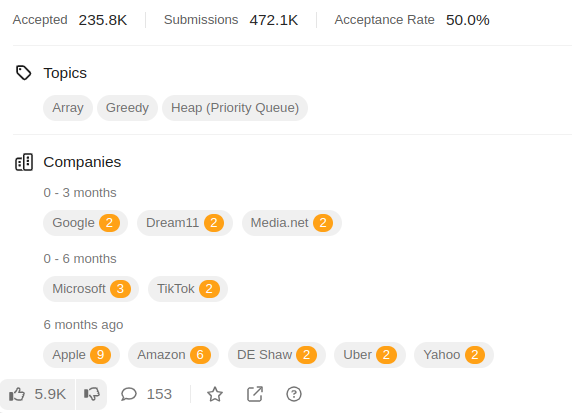 Accepted 235.8K Submissions 472.1K Acceptance Rate 50.0%
Topics
Array Greedy Heap (Priority Queue)
Companies
0 - 3 months
Google 2 Dream11 2 Media.net 2
0 - 6 months
Microsoft 3 TikTok 2
6 months ago
Apple 9 Amazon 6 DE Shaw 2 Uber 2 Yahoo 2
5.9K 153 ?